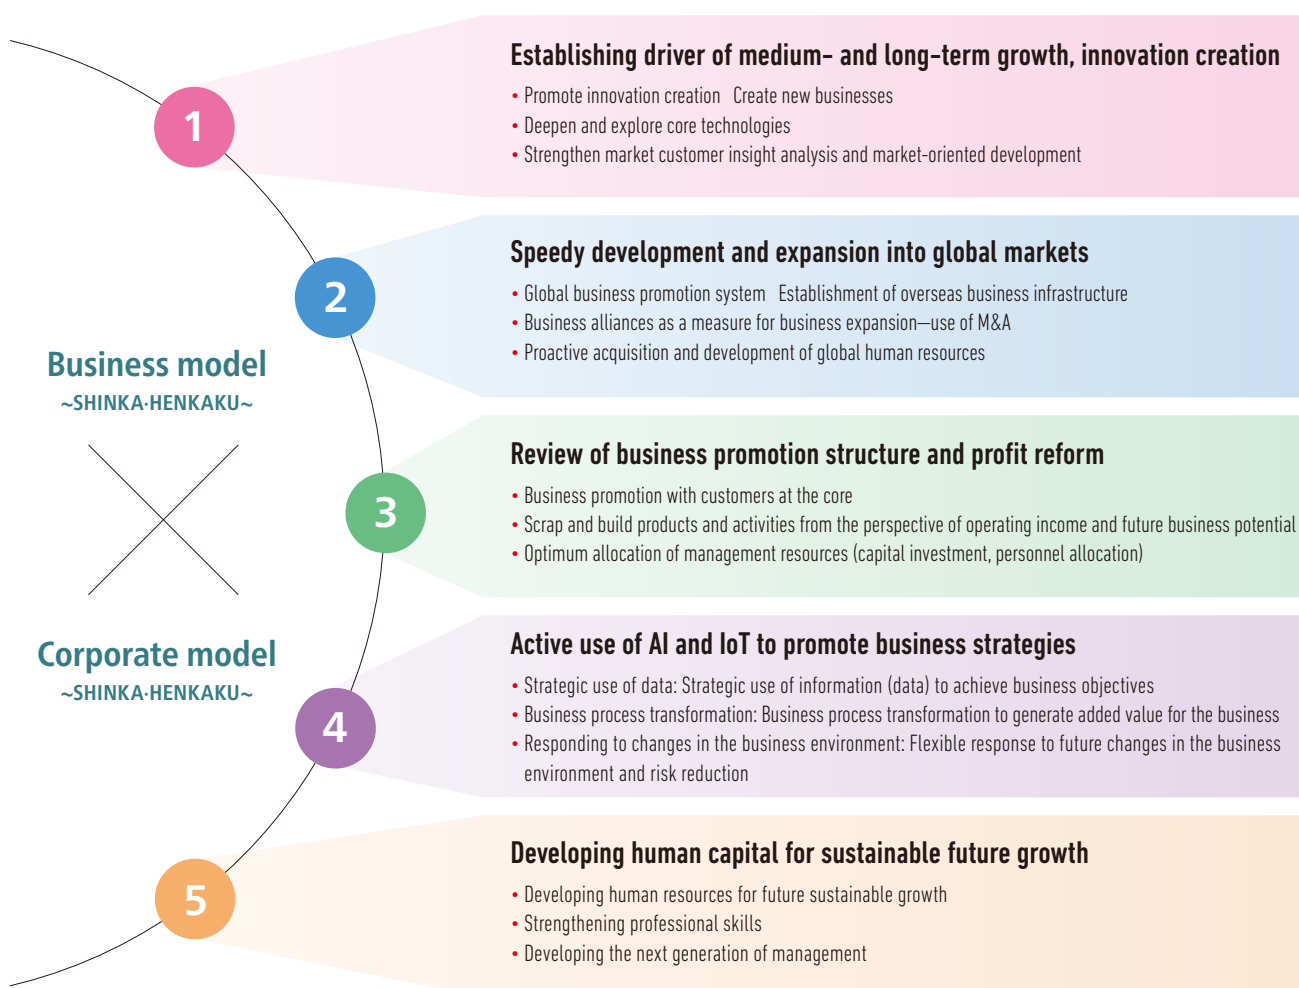 Business model
~SHINKA·HENKAKU~
Corporate model
~SHINKA·HENKAKU~
1
Establishing driver of medium- and long-term growth, innovation creation
• Promote innovation creation   Create new businesses
• Deepen and explore core technologies
• Strengthen market customer insight analysis and market-oriented development
2
Speedy development and expansion into global markets
• Global business promotion system   Establishment of overseas business infrastructure
• Business alliances as a measure for business expansion—use of M&A
• Proactive acquisition and development of global human resources
3
Review of business promotion structure and profit reform
• Business promotion with customers at the core
• Scrap and build products and activities from the perspective of operating income and future business potential
• Optimum allocation of management resources (capital investment, personnel allocation)
4
Active use of AI and IoT to promote business strategies
• Strategic use of data: Strategic use of information (data) to achieve business objectives
• Business process transformation: Business process transformation to generate added value for the business
• Responding to changes in the business environment: Flexible response to future changes in the business
environment and risk reduction
5
Developing human capital for sustainable future growth
• Developing human resources for future sustainable growth
• Strengthening professional skills
• Developing the next generation of management